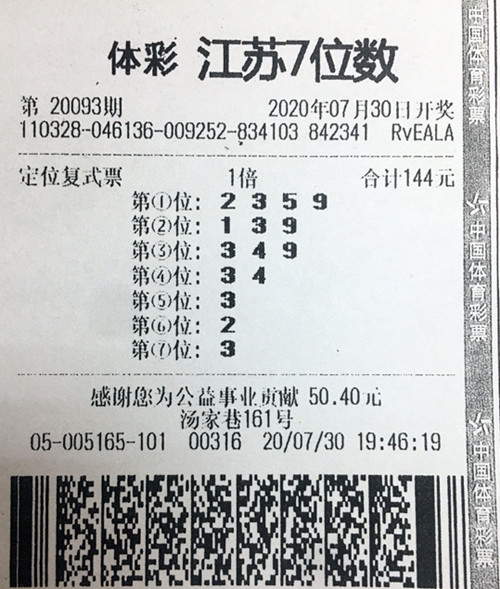 体彩 江苏7位数
第 20093期 2020年07月30日开奖
110328-046136-009252-834103 842341 RvEALA
定位复式票 1倍 合计144元
第①位: 2 3 5 9
第②位: 1 3 9
第③位: 3 4 9
第④位: 3 4
第⑤位: 3
第⑥位: 2
第⑦位: 3
感谢您为公益事业贡献 50.40元
汤家巷161号
05-005165-101 00316 20/07/30 19:46:19
中国体育彩票
中国体育彩票
中国体育彩票